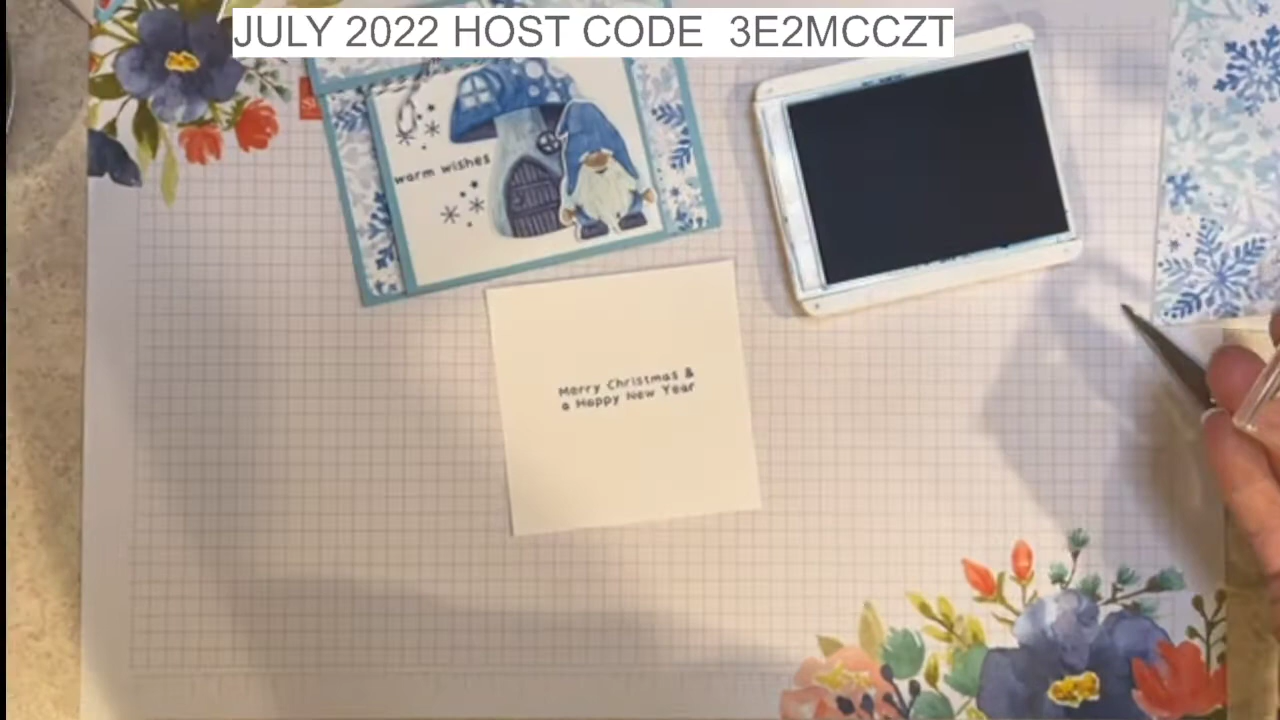 JULY 2022 HOST CODE 3E2MCCZT
warm wishes
Merry Christmas &
a Happy New Year